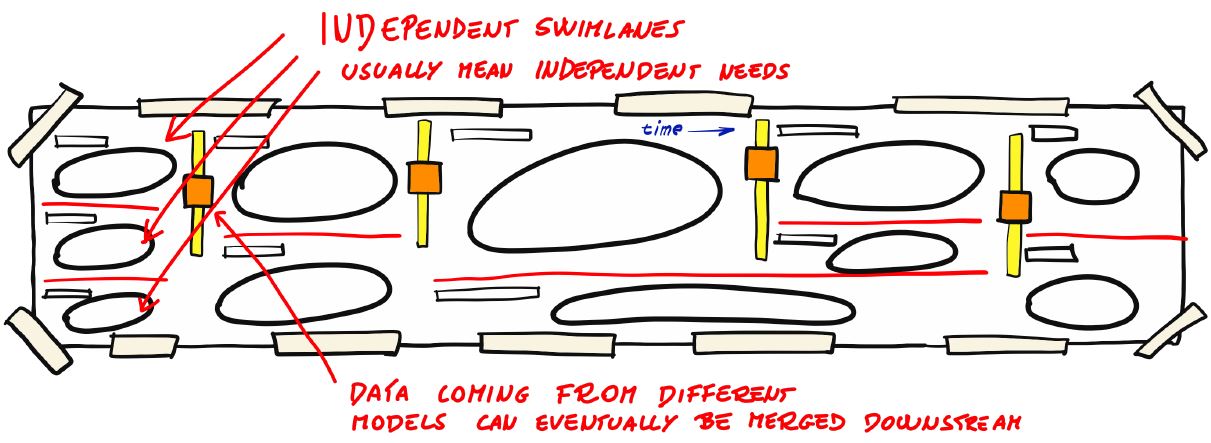 INDEPENDENT SWIMLANES
USUALLY MEAN INDEPENDENT NEEDS
time
DATA COMING FROM DIFFERENT
MODELS CAN EVENTUALLY BE MERGED DOWNSTREAM